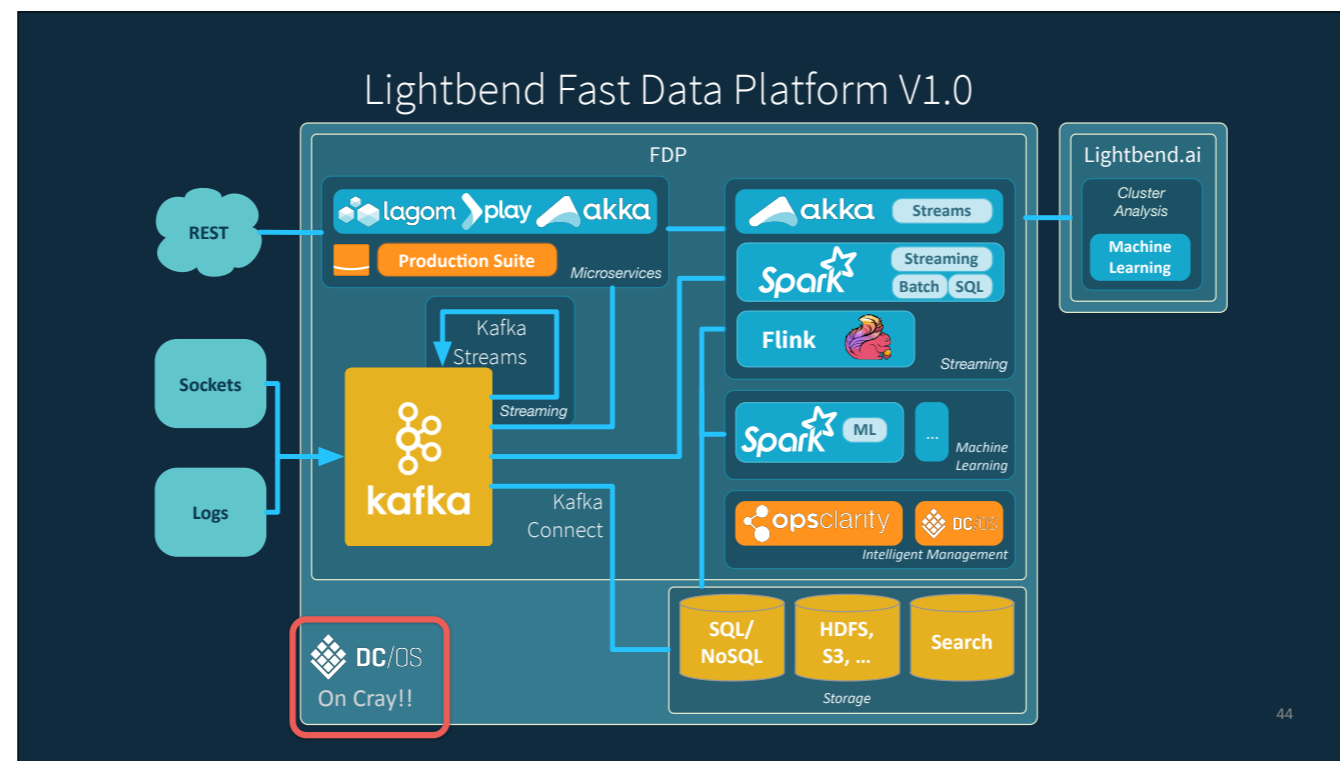 Lightbend Fast Data Platform V1.0
FDP
Lightbend.ai
lagom play akka
akka
Streams
Cluster
Analysis
REST
Production Suite
Microservices
Spark
Streaming
Batch SQL
Machine
Learning
Kafka
Streams
Flink
Streaming
Sockets
Streaming
kafka
Spark
ML
...
Machine
Learning
Logs
Kafka
Connect
opsclarity
DC/OS
Intelligent Management
SQL/
NoSQL
HDFS,
S3, ...
Search
Storage
DC/OS
On Cray!!
44